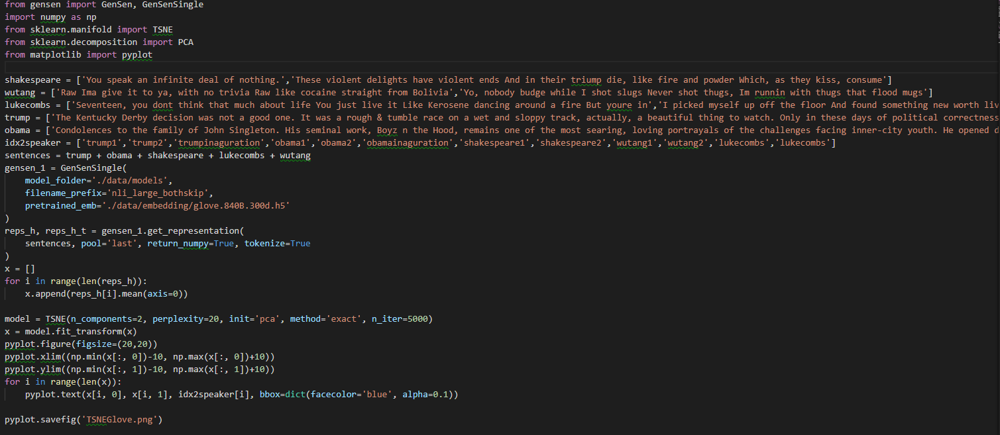 from gensen import GenSen, GenSenSingle
import numpy as np
from sklearn.manifold import TSNE
from sklearn.decomposition import PCA
from matplotlib import pyplot
shakespeare = ['You speak an infinite deal of nothing.','These violent delights have violent ends And in their triump die, like fire and powder Which, as they kiss, consume']
wutang = ['Raw Ima give it to ya, with no trivia Raw like cocaine straight from Bolivia','Yo, nobody budge while I shot slugs Never shot thugs, Im runnin with thugs that flood mugs']
lukecombs = ['Seventeen, you dont think that much about life You just live it Like Kerosene dancing around a fire But youre in','I picked myself up off the floor And found something new worth liv
trump = ['The Kentucky Derby decision was not a good one. It was a rough & tumble race on a wet and sloppy track, actually, a beautiful thing to watch. Only in these days of political correctness
obama = ['Condolences to the family of John Singleton. His seminal work, Boyz n the Hood, remains one of the most searing, loving portrayals of the challenges facing inner-city youth. He opened d
idx2speaker = ['trump1','trump2','trumpinaguration','obama1','obama2','obamainaguration','shakespeare1','shakespeare2','wutang1','wutang2','lukecombs','lukecombs']
sentences = trump + obama + shakespeare + lukecombs + wutang
gensen_1 = GenSenSingle(
    model_folder='./data/models',
    filename_prefix='nli_large_bothskip',
    pretrained_emb='./data/embedding/glove.840B.300d.h5'
)
reps_h, reps_h_t = gensen_1.get_representation(
    sentences, pool='last', return_numpy=True, tokenize=True
)
x = []
for i in range(len(reps_h)):
    x.append(reps_h[i].mean(axis=0))
model = TSNE(n_components=2, perplexity=20, init='pca', method='exact', n_iter=5000)
x = model.fit_transform(x)
pyplot.figure(figsize=(20,20))
pyplot.xlim((np.min(x[:, 0])-10, np.max(x[:, 0])+10))
pyplot.ylim((np.min(x[:, 1])-10, np.max(x[:, 1])+10))
for i in range(len(x)):
    pyplot.text(x[i, 0], x[i, 1], idx2speaker[i], bbox=dict(facecolor='blue', alpha=0.1))
pyplot.savefig('TSNEGlove.png')